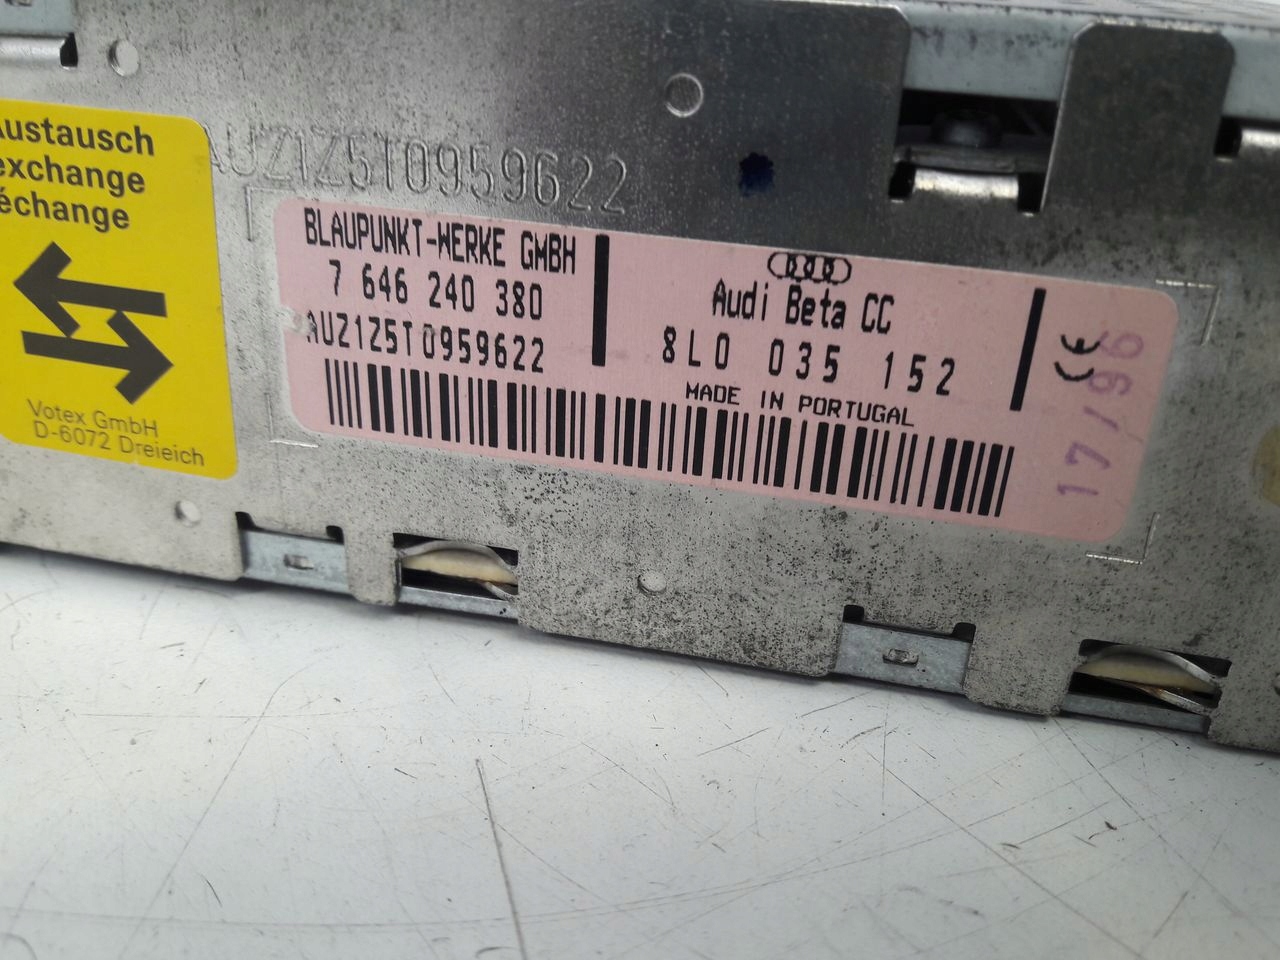 Austausch
exchange
échange
Votex GmbH
D-6072 Dreieich
AUZ1Z5T0959622
BLAUPUNKT-WERKE GMBH
7 646 240 380
AUZ1Z5T0959622
Audi Beta CC
8L0 035 152
MADE IN PORTUGAL
CE
17/96